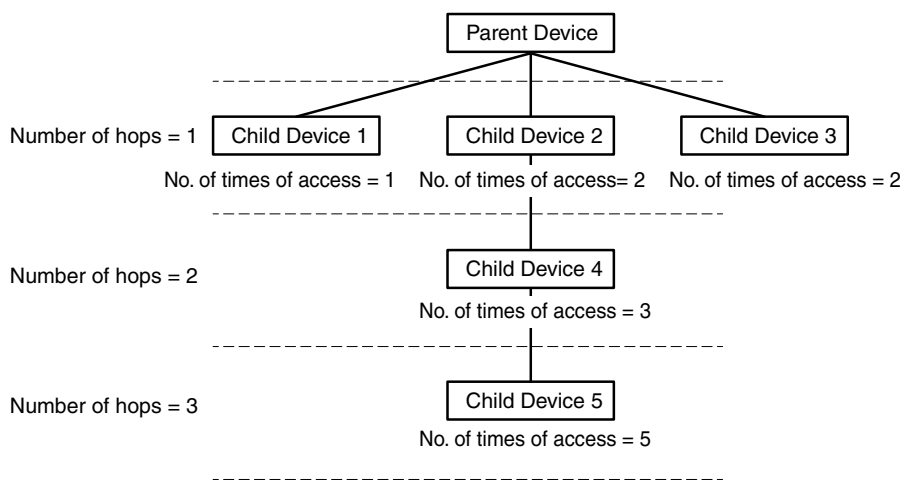 Parent Device
Number of hops = 1
Child Device 1
Child Device 2
Child Device 3
No. of times of access = 1
No. of times of access= 2
No. of times of access = 2
Number of hops = 2
Child Device 4
No. of times of access = 3
Number of hops = 3
Child Device 5
No. of times of access = 5